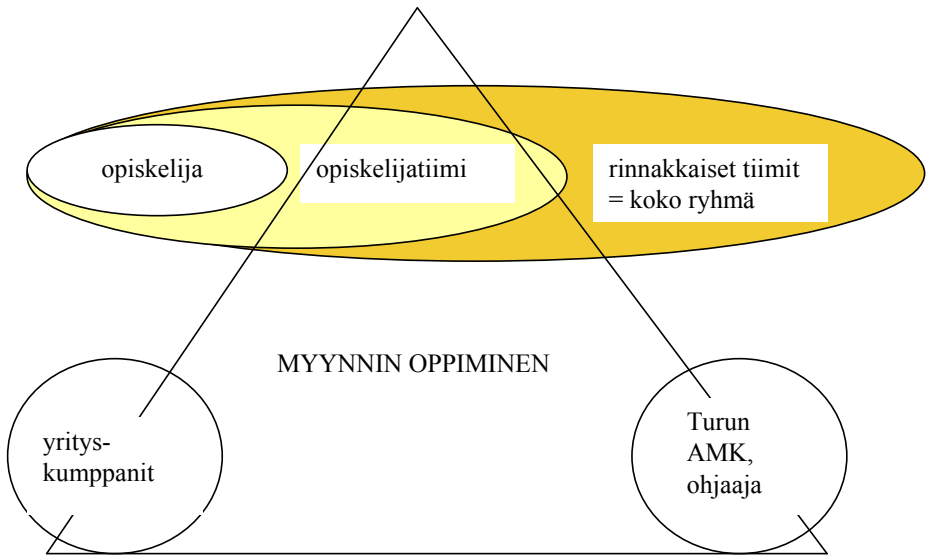 opiskelija
opiskelijatiimi
rinnakkaiset tiimit
= koko ryhmä
MYYNNIN OPPIMINEN
yritys-
kumppanit
Turun
AMK,
ohjaaja